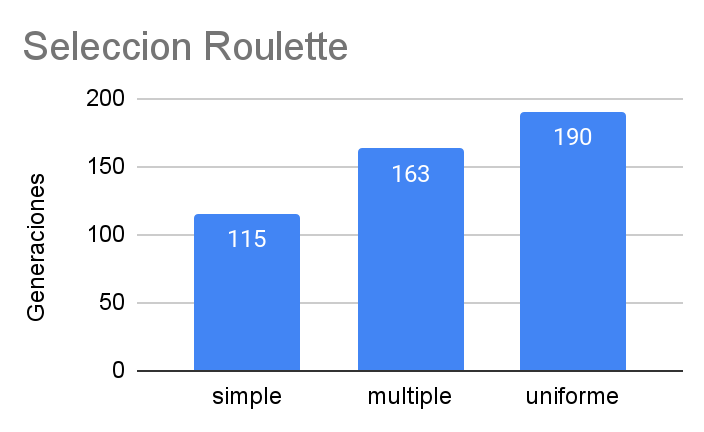 Seleccion Roulette
Generaciones
200
150
100
50
0
115
163
190
simple
multiple
uniforme